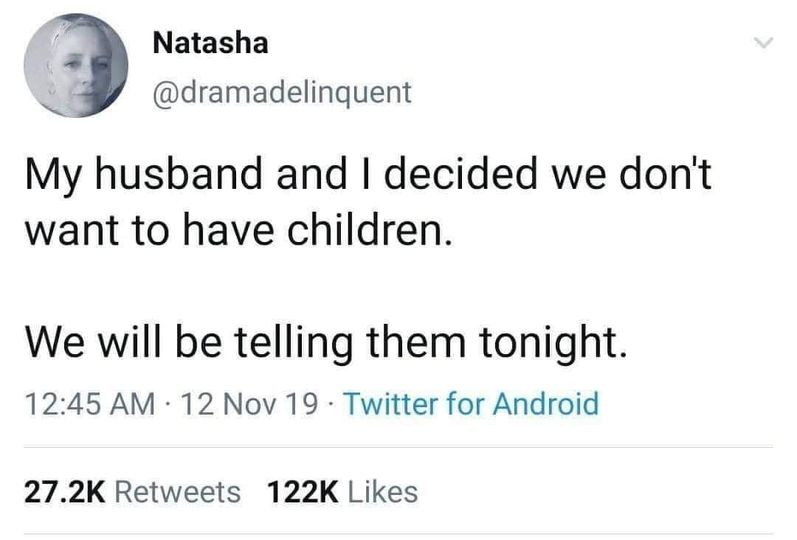 Natasha
@dramadelinquent
My husband and I decided we don't
want to have children.
We will be telling them tonight.
12:45 AM · 12 Nov 19 · Twitter for Android
27.2K Retweets 122K Likes